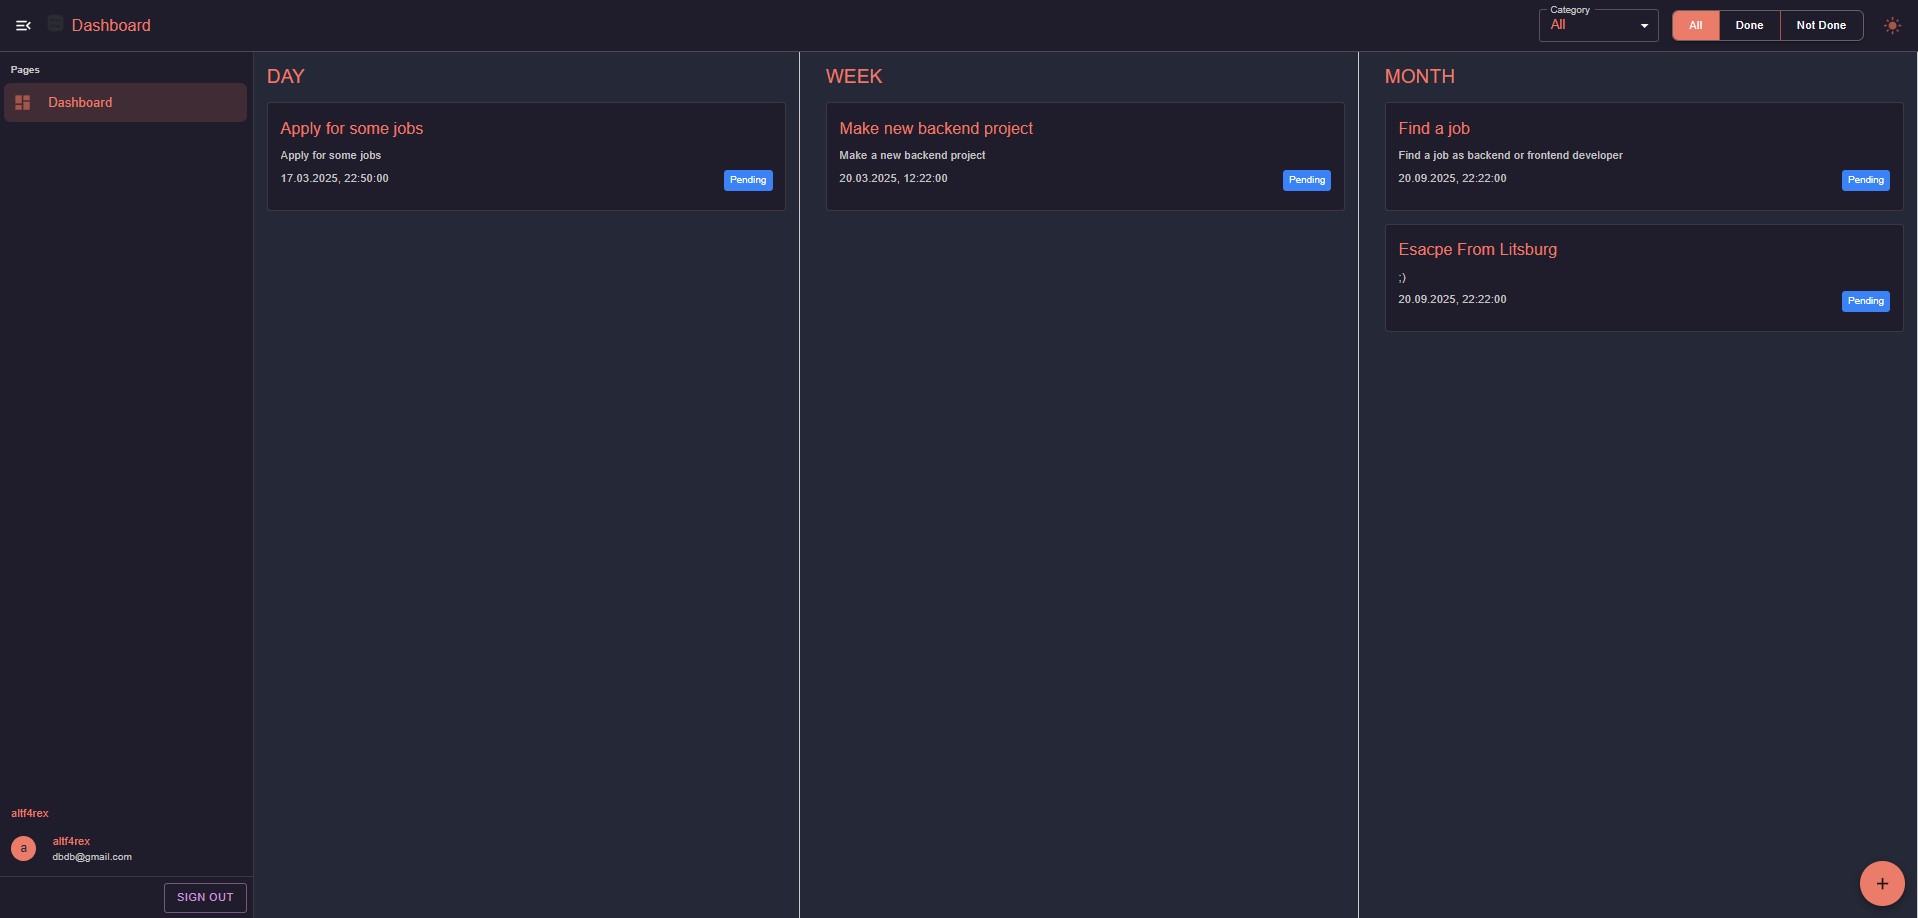 Dashboard
Category
All
All
Done
Not Done
Pages
Dashboard
DAY
Apply for some jobs
Apply for some jobs
17.03.2025, 22:50:00
Pending
WEEK
Make new backend project
Make a new backend project
20.03.2025, 12:22:00
Pending
MONTH
Find a job
Find a job as backend or frontend developer
20.09.2025, 22:22:00
Pending
Esacpe From Litsburg
;)
20.09.2025, 22:22:00
Pending
altf4rex
a
altf4rex
dbdb@gmail.com
SIGN OUT
+